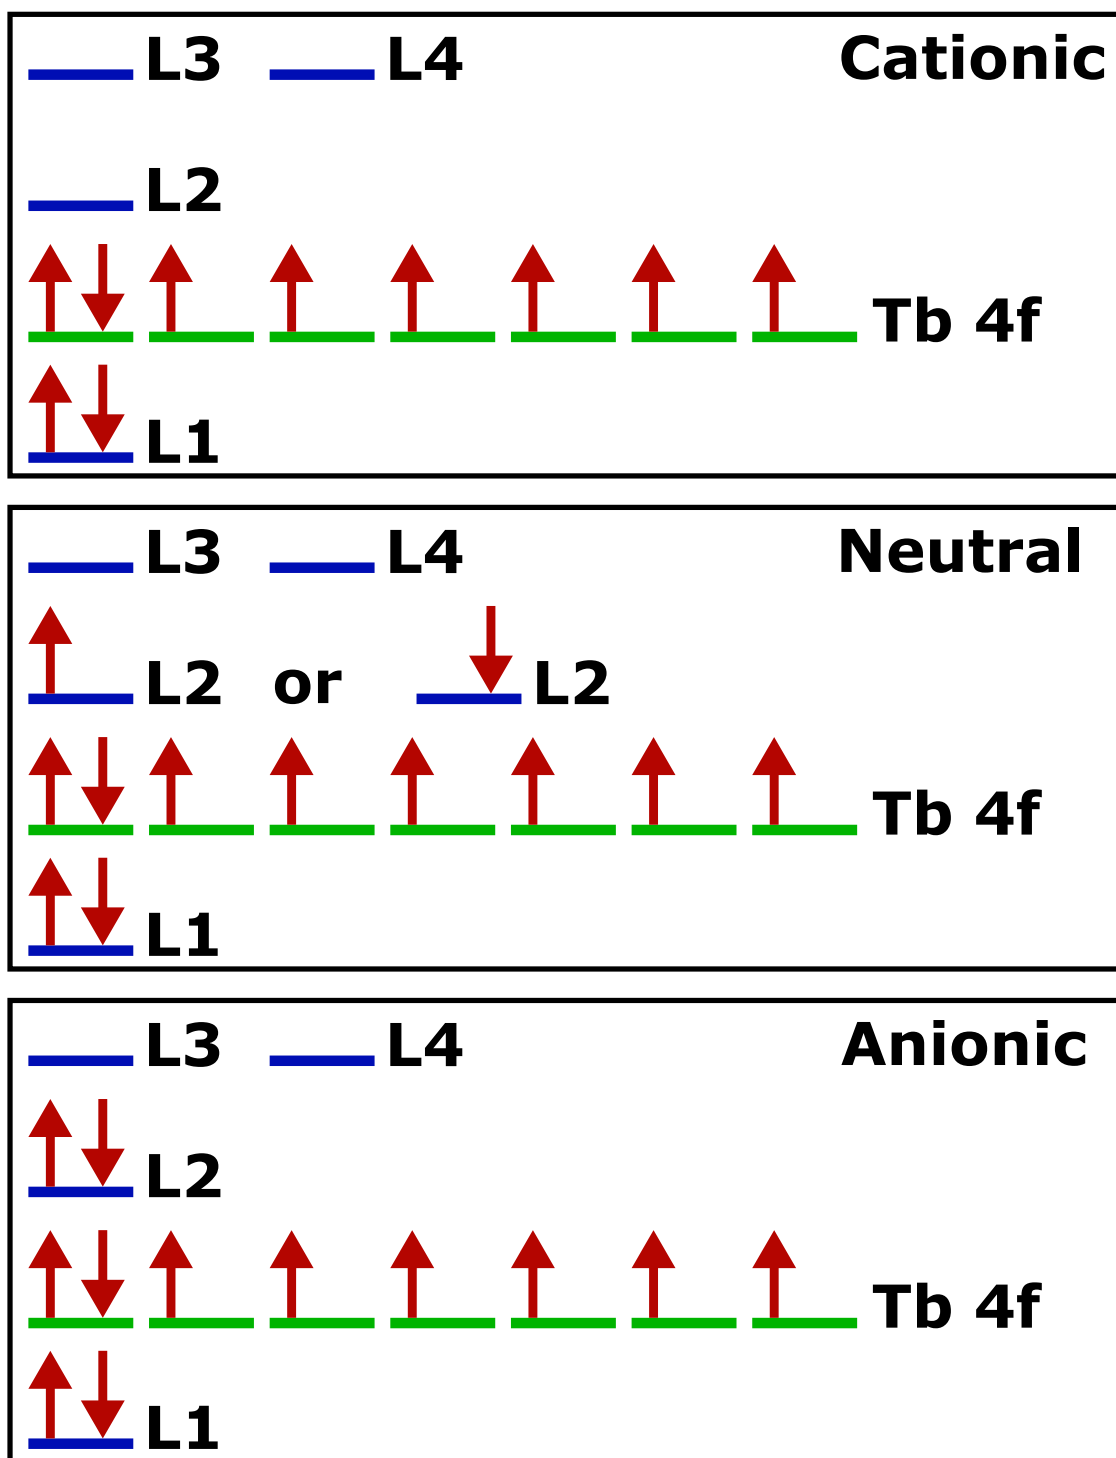 L3 L4 Cationic
L2
Tb 4f
L1
L3 L4 Neutral
L2 or L2
Tb 4f
L1
L3 L4 Anionic
L2
Tb 4f
L1